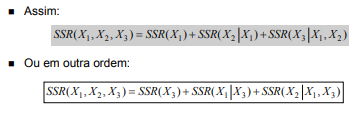 ▪ Assim:
SSR(X₁,X₂,X₃)=SSR(X₁)+SSR(X₂|X₁)+SSR(X₃|X₁,X₂)
▪ Ou em outra ordem:
SSR(X₁,X₂,X₃)=SSR(X₃)+SSR(X₁|X₃)+SSR(X₂|X₁,X₃)